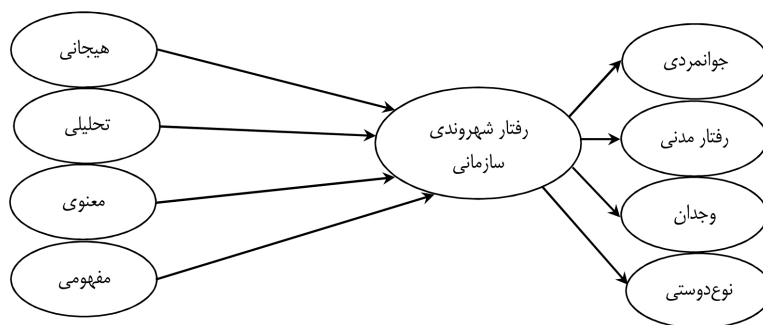 هیجانی
تحلیلی
معنوی
مفهومی
رفتار شهروندی
سازمانی
جوانمردی
رفتار مدنی
وجدان
نوع‌دوستی